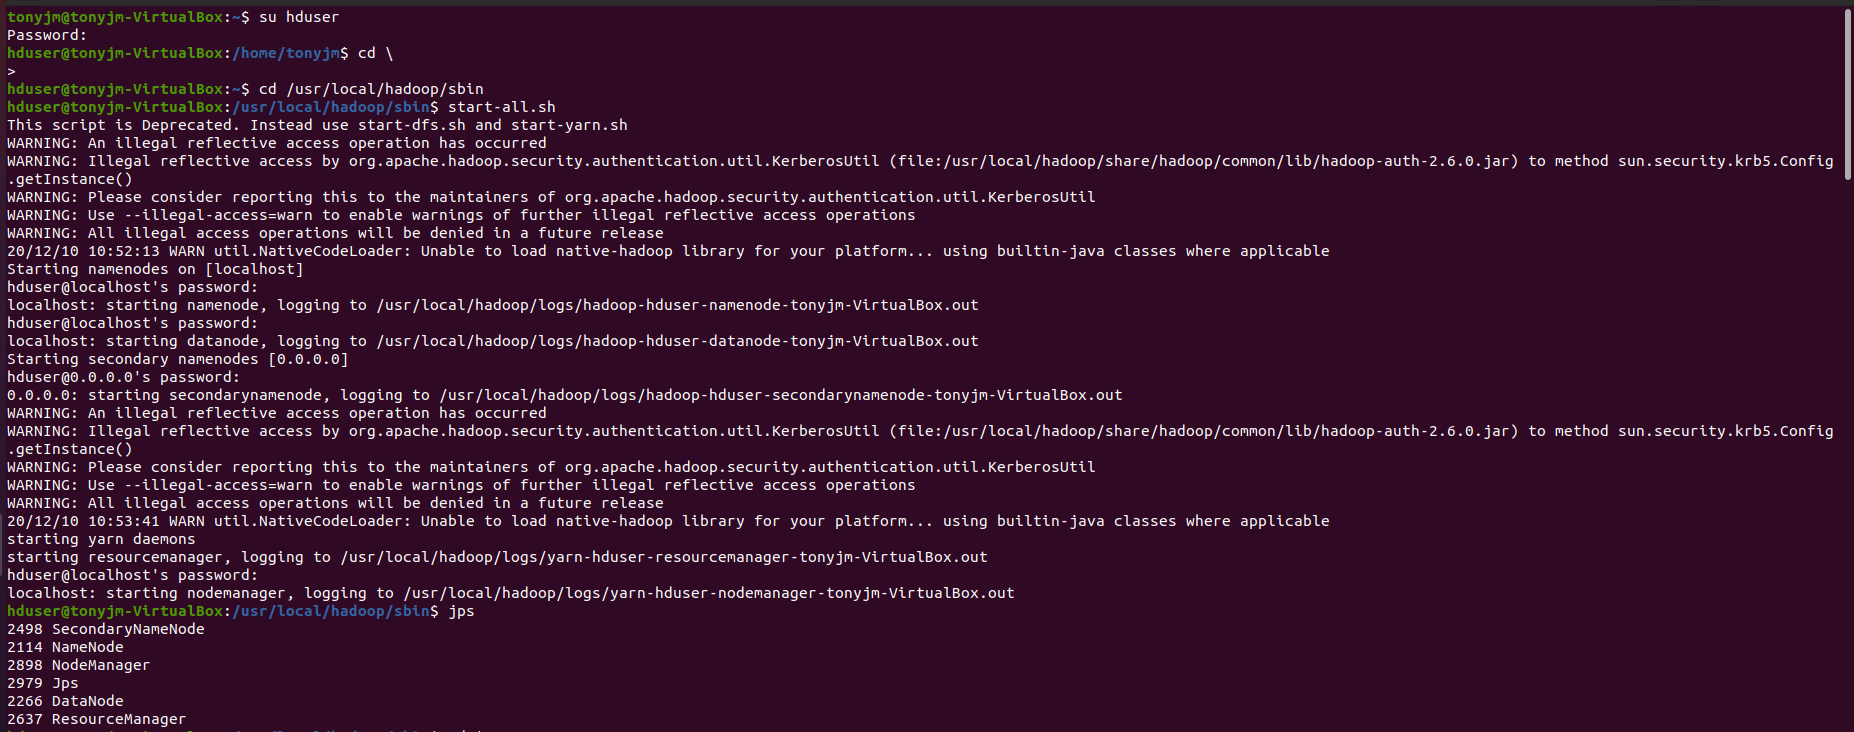 tonyjm@tonyjm-VirtualBox:~$ su hduser
Password:
hduser@tonyjm-VirtualBox:/home/tonyjm$ cd \
>
hduser@tonyjm-VirtualBox:~$ cd /usr/local/hadoop/sbin
hduser@tonyjm-VirtualBox:/usr/local/hadoop/sbin$ start-all.sh
This script is Deprecated. Instead use start-dfs.sh and start-yarn.sh
WARNING: An illegal reflective access operation has occurred
WARNING: Illegal reflective access by org.apache.hadoop.security.authentication.util.KerberosUtil (file:/usr/local/hadoop/share/hadoop/common/lib/hadoop-auth-2.6.0.jar) to method sun.security.krb5.Config
.getInstance()
WARNING: Please consider reporting this to the maintainers of org.apache.hadoop.security.authentication.util.KerberosUtil
WARNING: Use --illegal-access=warn to enable warnings of further illegal reflective access operations
WARNING: All illegal access operations will be denied in a future release
20/12/10 10:52:13 WARN util.NativeCodeLoader: Unable to load native-hadoop library for your platform... using builtin-java classes where applicable
Starting namenodes on [localhost]
hduser@localhost's password:
localhost: starting namenode, logging to /usr/local/hadoop/logs/hadoop-hduser-namenode-tonyjm-VirtualBox.out
hduser@localhost's password:
localhost: starting datanode, logging to /usr/local/hadoop/logs/hadoop-hduser-datanode-tonyjm-VirtualBox.out
Starting secondary namenodes [0.0.0.0]
hduser@0.0.0.0's password:
0.0.0.0: starting secondarynamenode, logging to /usr/local/hadoop/logs/hadoop-hduser-secondarynamenode-tonyjm-VirtualBox.out
WARNING: An illegal reflective access operation has occurred
WARNING: Illegal reflective access by org.apache.hadoop.security.authentication.util.KerberosUtil (file:/usr/local/hadoop/share/hadoop/common/lib/hadoop-auth-2.6.0.jar) to method sun.security.krb5.Config
.getInstance()
WARNING: Please consider reporting this to the maintainers of org.apache.hadoop.security.authentication.util.KerberosUtil
WARNING: Use --illegal-access=warn to enable warnings of further illegal reflective access operations
WARNING: All illegal access operations will be denied in a future release
20/12/10 10:53:41 WARN util.NativeCodeLoader: Unable to load native-hadoop library for your platform... using builtin-java classes where applicable
starting yarn daemons
starting resourcemanager, logging to /usr/local/hadoop/logs/yarn-hduser-resourcemanager-tonyjm-VirtualBox.out
hduser@localhost's password:
localhost: starting nodemanager, logging to /usr/local/hadoop/logs/yarn-hduser-nodemanager-tonyjm-VirtualBox.out
hduser@tonyjm-VirtualBox:/usr/local/hadoop/sbin$ jps
2498 SecondaryNameNode
2114 NameNode
2898 NodeManager
2979 Jps
2266 DataNode
2637 ResourceManager